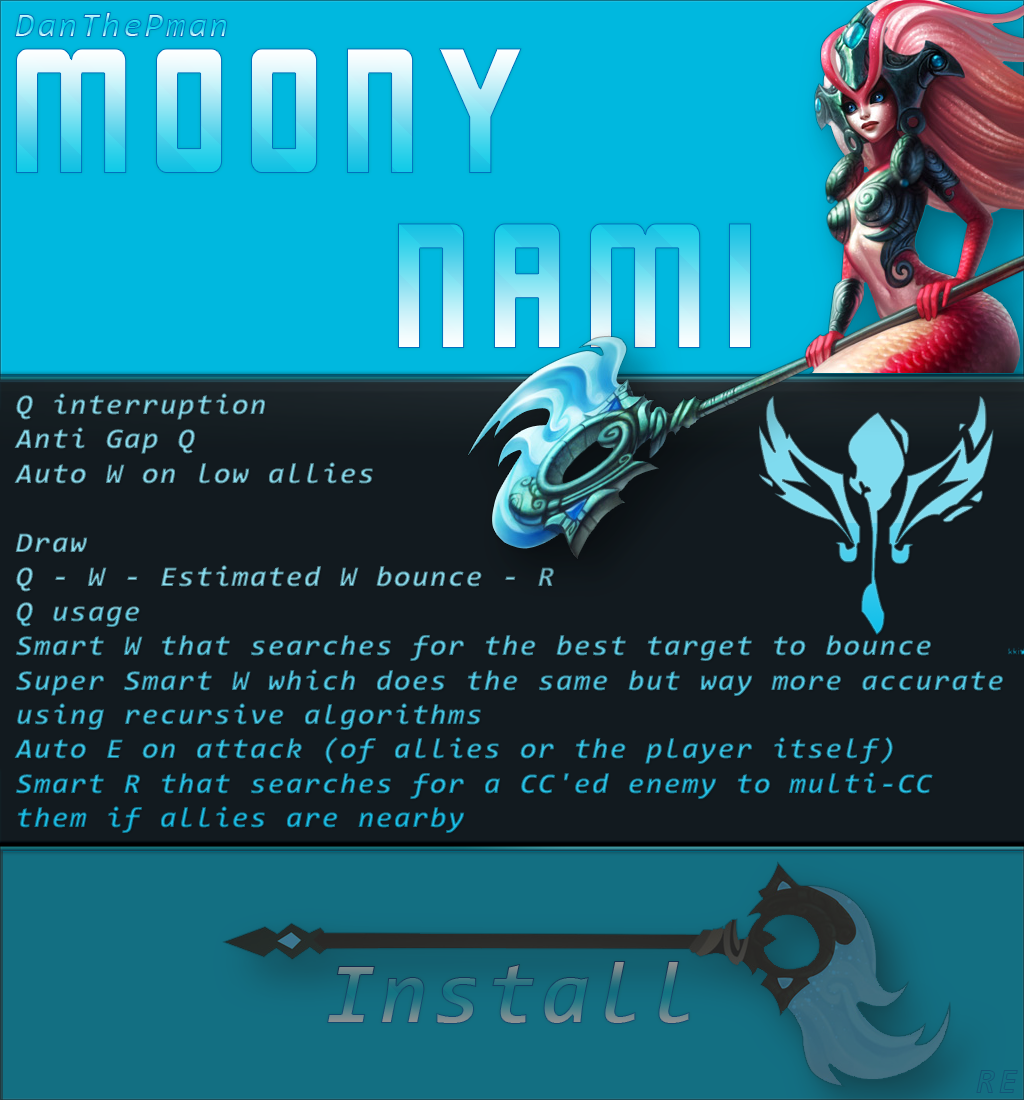 DanThePman
MOONY
NAMI
Q interruption
Anti Gap Q
Auto W on low allies
Draw
Q - W - Estimated W bounce - R
Q usage
Smart W that searches for the best target to bounce
Super Smart W which does the same but way more accurate
using recursive algorithms
Auto E on attack (of allies or the player itself)
Smart R that searches for a CC'ed enemy to multi-CC
them if allies are nearby
Install
RE